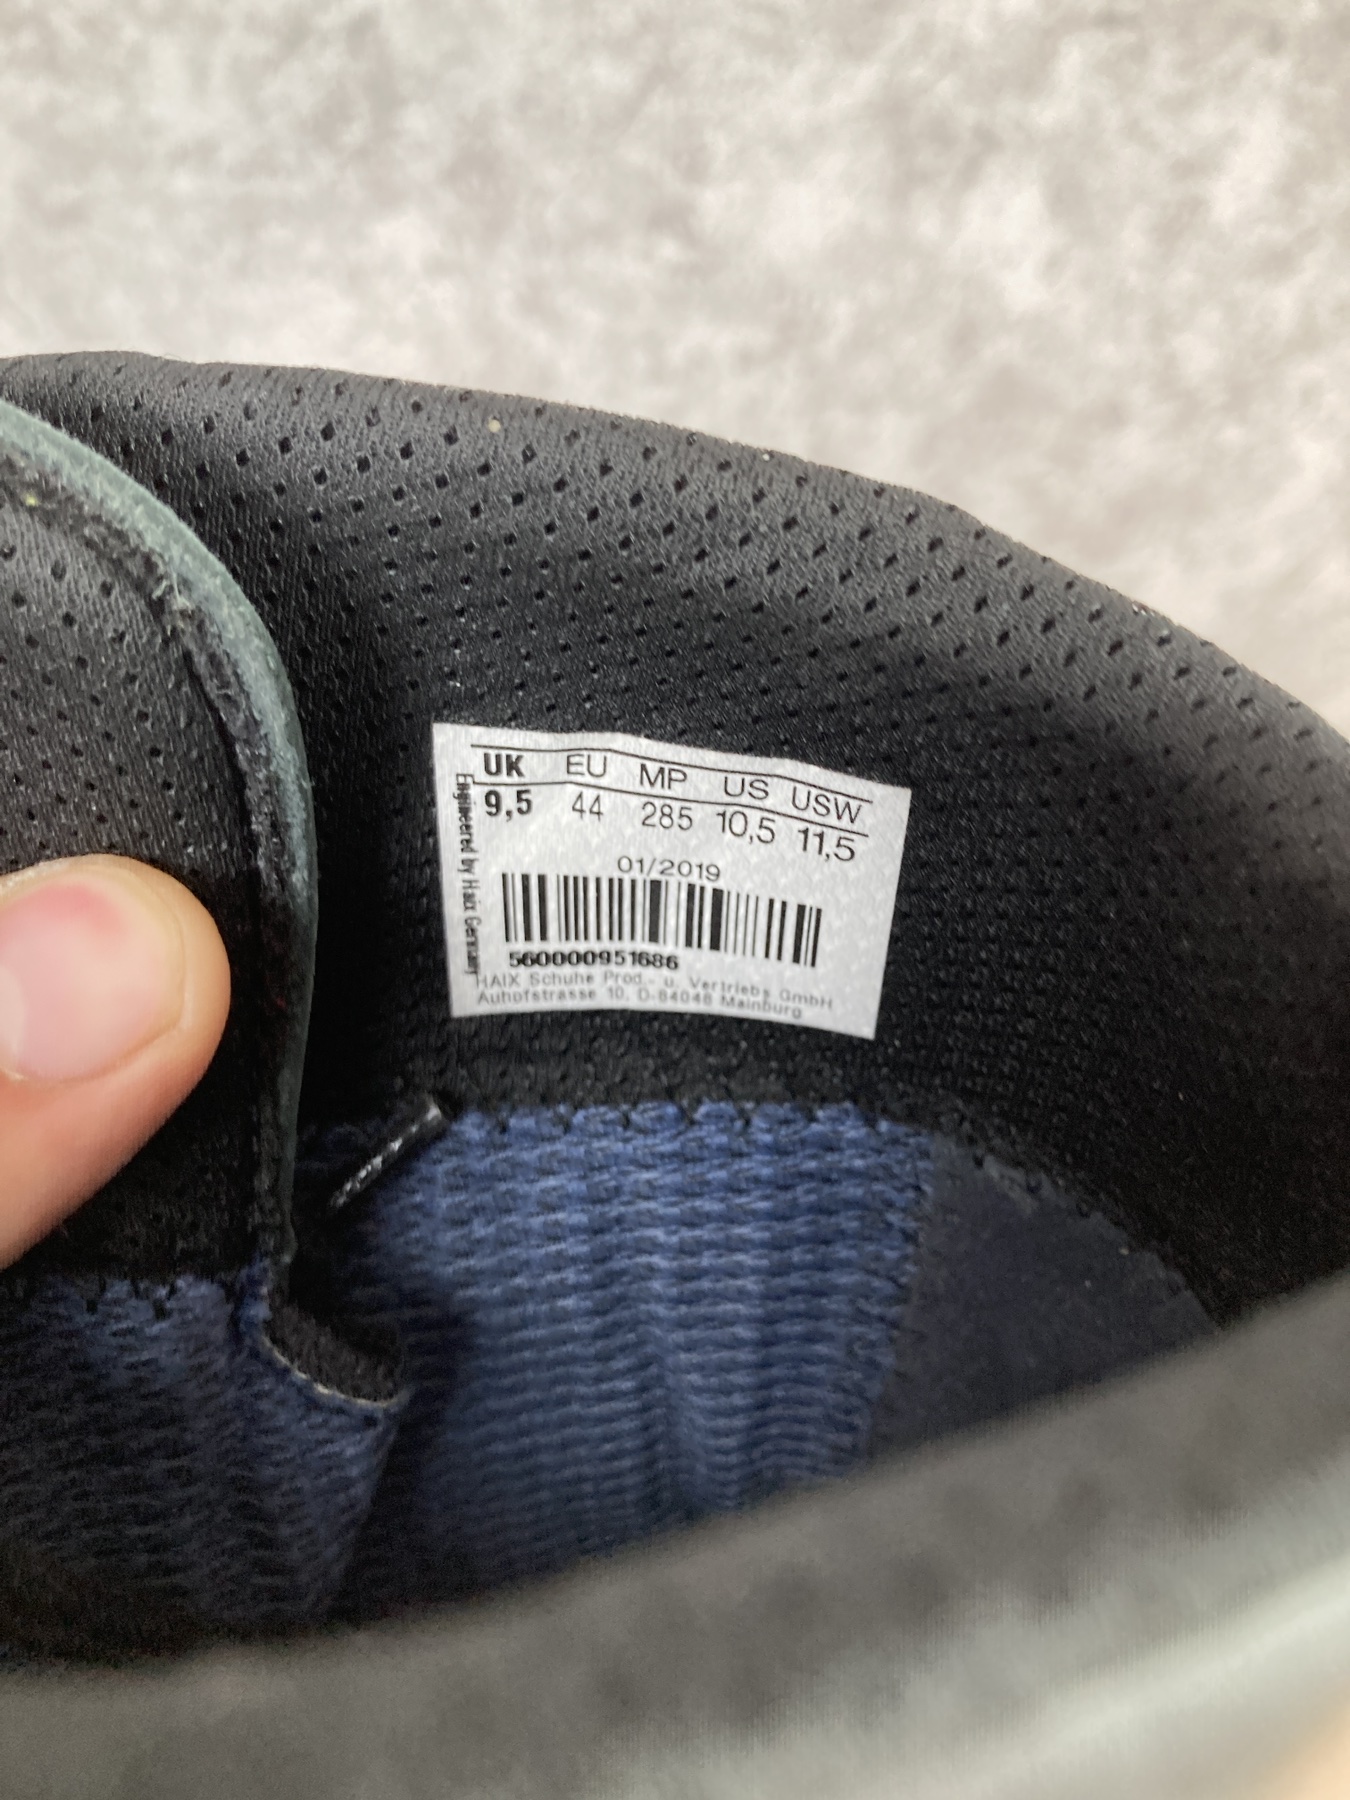 UK EU MP US USW
9,5 44 285 10,5 11,5
01/2019
560000951686
HAIX Schuhe Prod.- u. Vertriebs GmbH
Auhofstrasse 10, D-84048 Mainburg
Engineered by Haix Germany